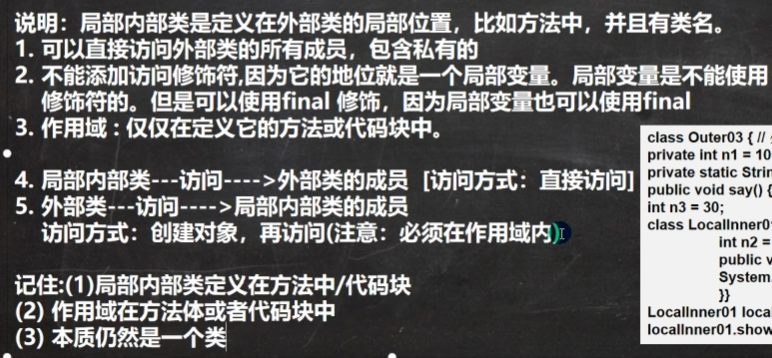 说明：局部内部类是定义在外部类的局部位置，比如方法中，并且有类名。
1. 可以直接访问外部类的所有成员，包含私有的
2. 不能添加访问修饰符,因为它的地位就是一个局部变量。局部变量是不能使用
修饰符的。但是可以使用final 修饰，因为局部变量也可以使用final
3. 作用域 : 仅仅在定义它的方法或代码块中。
4. 局部内部类---访问---->外部类的成员 [访问方式：直接访问]
5. 外部类---访问---->局部内部类的成员
访问方式：创建对象，再访问(注意：必须在作用域内)
记住:(1)局部内部类定义在方法中/代码块
(2) 作用域在方法体或者代码块中
(3) 本质仍然是一个类
class Outer03 { //
private int n1 = 10
private static Strin
public void say() {
int n3 = 30;
class LocalInner0
int n2 =
public v
System.
}}
LocalInner01 loca
localInner01.show